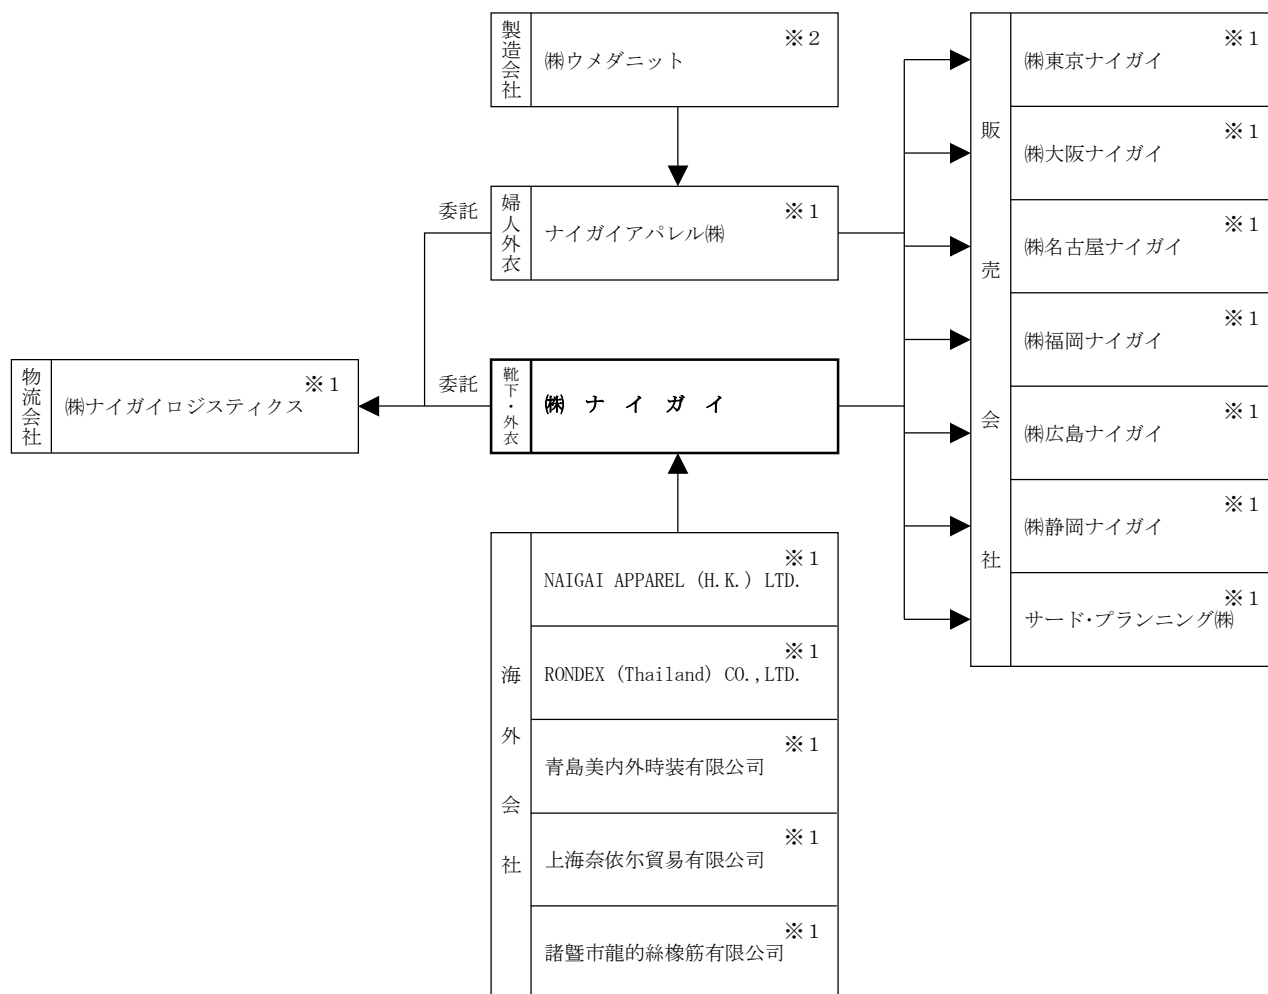 製造会社
※2
㈱ウメダニット
委託
婦人外衣
※1
ナイガイアパレル㈱
物流会社
※1
㈱ナイガイロジスティクス
委託
靴下・外衣
㈱ナイガイ
海外会社
※1
NAIGAI APPAREL (H.K.) LTD.
※1
RONDEX (Thailand) CO.,LTD.
※1
青島美内外時装有限公司
※1
上海奈依尓貿易有限公司
※1
諸暨市龍的絲橡筋有限公司
販売会社
※1
㈱東京ナイガイ
※1
㈱大阪ナイガイ
※1
㈱名古屋ナイガイ
※1
㈱福岡ナイガイ
※1
㈱広島ナイガイ
※1
㈱静岡ナイガイ
※1
サード・プランニング㈱